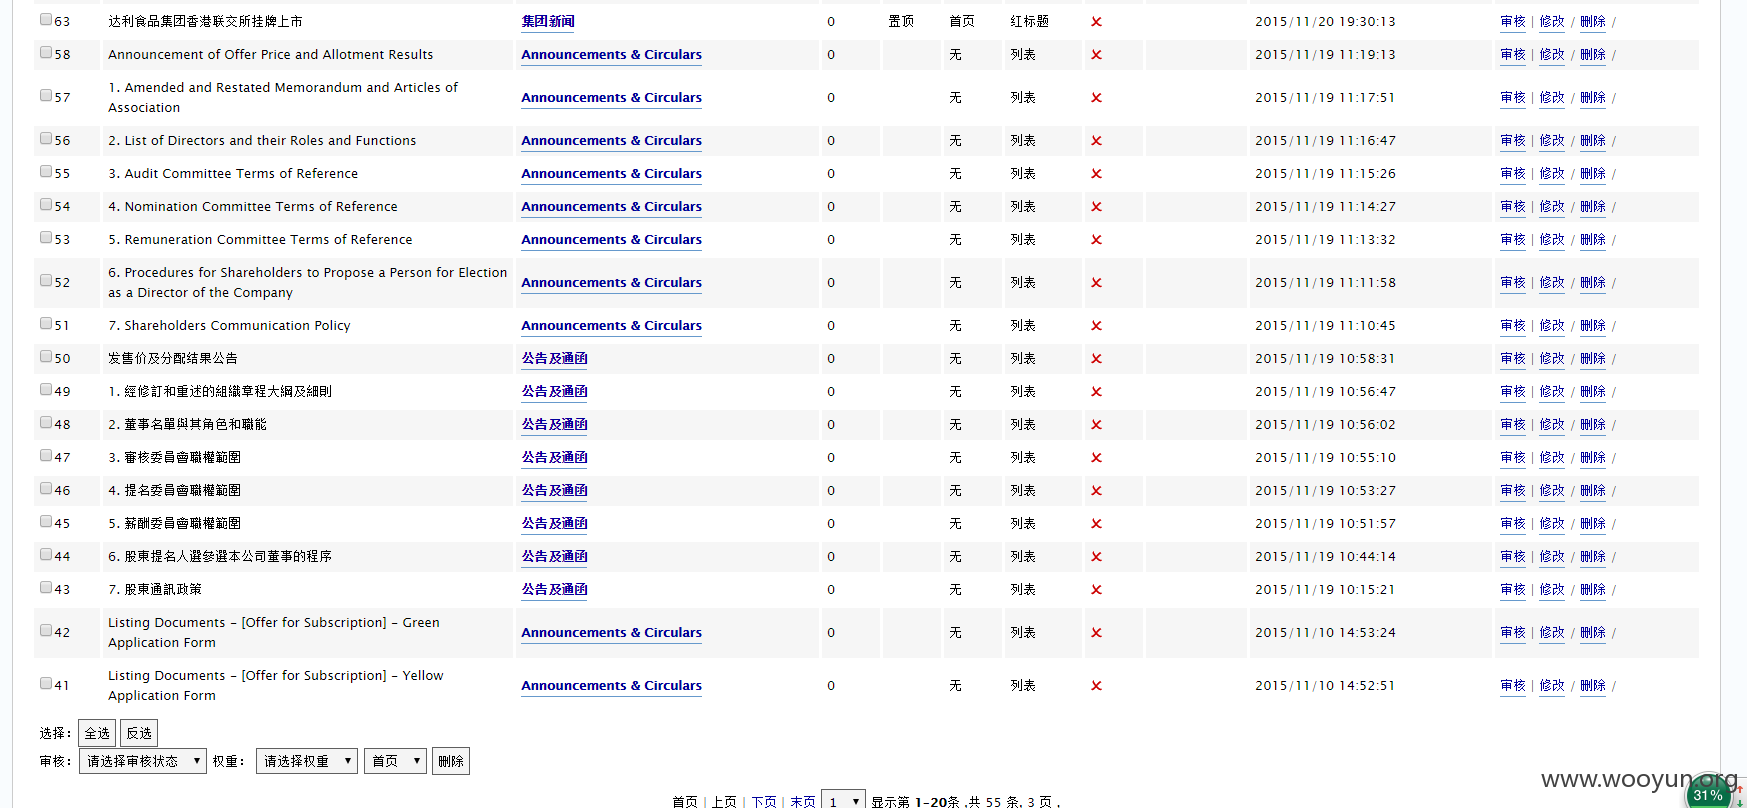 63 达利食品集团香港联交所挂牌上市 集团新闻 0 置顶 首页 红标题 ✗ 2015/11/20 19:30:13 审核 | 修改 / 删除 /
58 Announcement of Offer Price and Allotment Results Announcements & Circulars 0 无 列表 ✗ 2015/11/19 11:19:13 审核 | 修改 / 删除 /
57 1. Amended and Restated Memorandum and Articles of
Association Announcements & Circulars 0 无 列表 ✗ 2015/11/19 11:17:51 审核 | 修改 / 删除 /
56 2. List of Directors and their Roles and Functions Announcements & Circulars 0 无 列表 ✗ 2015/11/19 11:16:47 审核 | 修改 / 删除 /
55 3. Audit Committee Terms of Reference Announcements & Circulars 0 无 列表 ✗ 2015/11/19 11:15:26 审核 | 修改 / 删除 /
54 4. Nomination Committee Terms of Reference Announcements & Circulars 0 无 列表 ✗ 2015/11/19 11:14:27 审核 | 修改 / 删除 /
53 5. Remuneration Committee Terms of Reference Announcements & Circulars 0 无 列表 ✗ 2015/11/19 11:13:32 审核 | 修改 / 删除 /
52 6. Procedures for Shareholders to Propose a Person for Election
as a Director of the Company Announcements & Circulars 0 无 列表 ✗ 2015/11/19 11:11:58 审核 | 修改 / 删除 /
51 7. Shareholders Communication Policy Announcements & Circulars 0 无 列表 ✗ 2015/11/19 11:10:45 审核 | 修改 / 删除 /
50 发售价及分配结果公告 公告及通函 0 无 列表 ✗ 2015/11/19 10:58:31 审核 | 修改 / 删除 /
49 1. 經修訂和重述的組織章程大綱及細則 公告及通函 0 无 列表 ✗ 2015/11/19 10:56:47 审核 | 修改 / 删除 /
48 2. 董事名單與其角色和職能 公告及通函 0 无 列表 ✗ 2015/11/19 10:56:02 审核 | 修改 / 删除 /
47 3. 審核委員會職權範圍 公告及通函 0 无 列表 ✗ 2015/11/19 10:55:10 审核 | 修改 / 删除 /
46 4. 提名委員會職權範圍 公告及通函 0 无 列表 ✗ 2015/11/19 10:53:27 审核 | 修改 / 删除 /
45 5. 薪酬委員會職權範圍 公告及通函 0 无 列表 ✗ 2015/11/19 10:51:57 审核 | 修改 / 删除 /
44 6. 股東提名人選參選本公司董事的程序 公告及通函 0 无 列表 ✗ 2015/11/19 10:44:14 审核 | 修改 / 删除 /
43 7. 股東通訊政策 公告及通函 0 无 列表 ✗ 2015/11/19 10:15:21 审核 | 修改 / 删除 /
42 Listing Documents - [Offer for Subscription] - Green
Application Form Announcements & Circulars 0 无 列表 ✗ 2015/11/10 14:53:24 审核 | 修改 / 删除 /
41 Listing Documents - [Offer for Subscription] - Yellow
Application Form Announcements & Circulars 0 无 列表 ✗ 2015/11/10 14:52:51 审核 | 修改 / 删除 /
选择： 全选 反选
审核： 请选择审核状态 权重： 请选择权重 首页 删除
首页 | 上页 | 下页 | 末页 1 显示第 1-20条 ,共 55 条, 3 页 ,
www.wooyun.org
31%